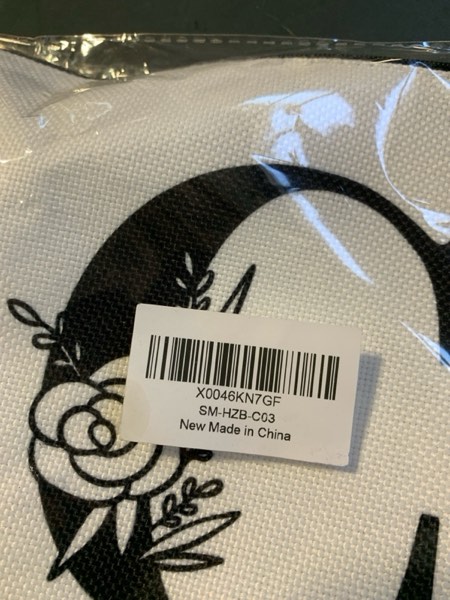 X0046KN7GF
SM-HZB-C03
New Made in China